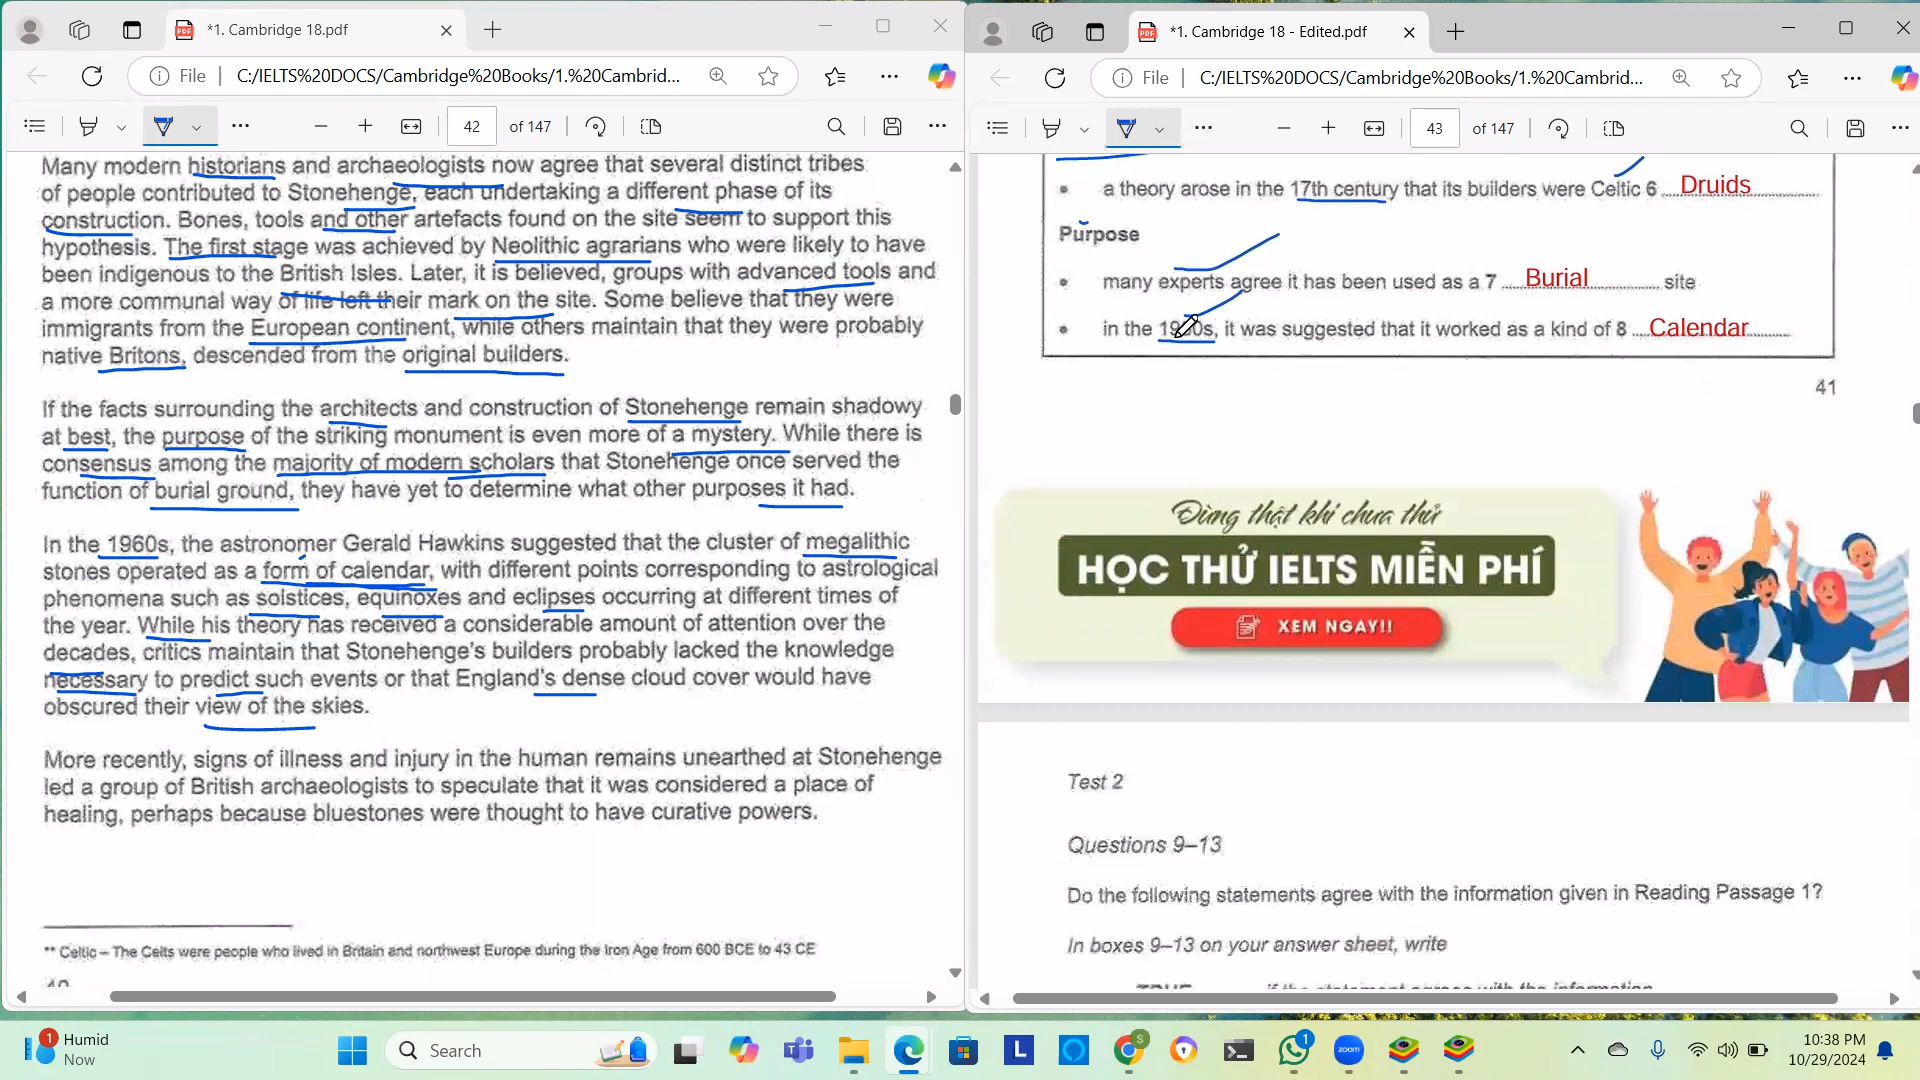 *1. Cambridge 18.pdf
*1. Cambridge 18 - Edited.pdf
File
C:/IELTS%20DOCS/Cambridge%20Books/1.%20Cambrid...
File
C:/IELTS%20DOCS/Cambridge%20Books/1.%20Cambrid...
42 of 147
43 of 147
Many modern historians and archaeologists now agree that several distinct tribes
of people contributed to Stonehenge, each undertaking a different phase of its
construction. Bones, tools and other artefacts found on the site seem to support this
hypothesis. The first stage was achieved by Neolithic agrarians who were likely to have
been indigenous to the British Isles. Later, it is believed, groups with advanced tools and
a more communal way of life left their mark on the site. Some believe that they were
immigrants from the European continent, while others maintain that they were probably
native Britons, descended from the original builders.
If the facts surrounding the architects and construction of Stonehenge remain shadowy
at best, the purpose of the striking monument is even more of a mystery. While there is
consensus among the majority of modern scholars that Stonehenge once served the
function of burial ground, they have yet to determine what other purposes it had.
In the 1960s, the astronomer Gerald Hawkins suggested that the cluster of megalithic
stones operated as a form of calendar, with different points corresponding to astrological
phenomena such as solstices, equinoxes and eclipses occurring at different times of
the year. While his theory has received a considerable amount of attention over the
decades, critics maintain that Stonehenge's builders probably lacked the knowledge
necessary to predict such events or that England's dense cloud cover would have
obscured their view of the skies.
More recently, signs of illness and injury in the human remains unearthed at Stonehenge
led a group of British archaeologists to speculate that it was considered a place of
healing, perhaps because bluestones were thought to have curative powers.
** Celtic – The Celts were people who lived in Britain and northwest Europe during the Iron Age from 600 BCE to 43 CE
• a theory arose in the 17th century that its builders were Celtic 6 Druids
Purpose
• many experts agree it has been used as a 7 Burial site
• in the 1960s, it was suggested that it worked as a kind of 8 Calendar
41
Đừng thật khi chưa thử
HỌC THỬ IELTS MIỄN PHÍ
XEM NGAY!!
Test 2
Questions 9–13
Do the following statements agree with the information given in Reading Passage 1?
In boxes 9–13 on your answer sheet, write
1
Humid
Now
Search
S
1
zoom
10:38 PM
10/29/2024